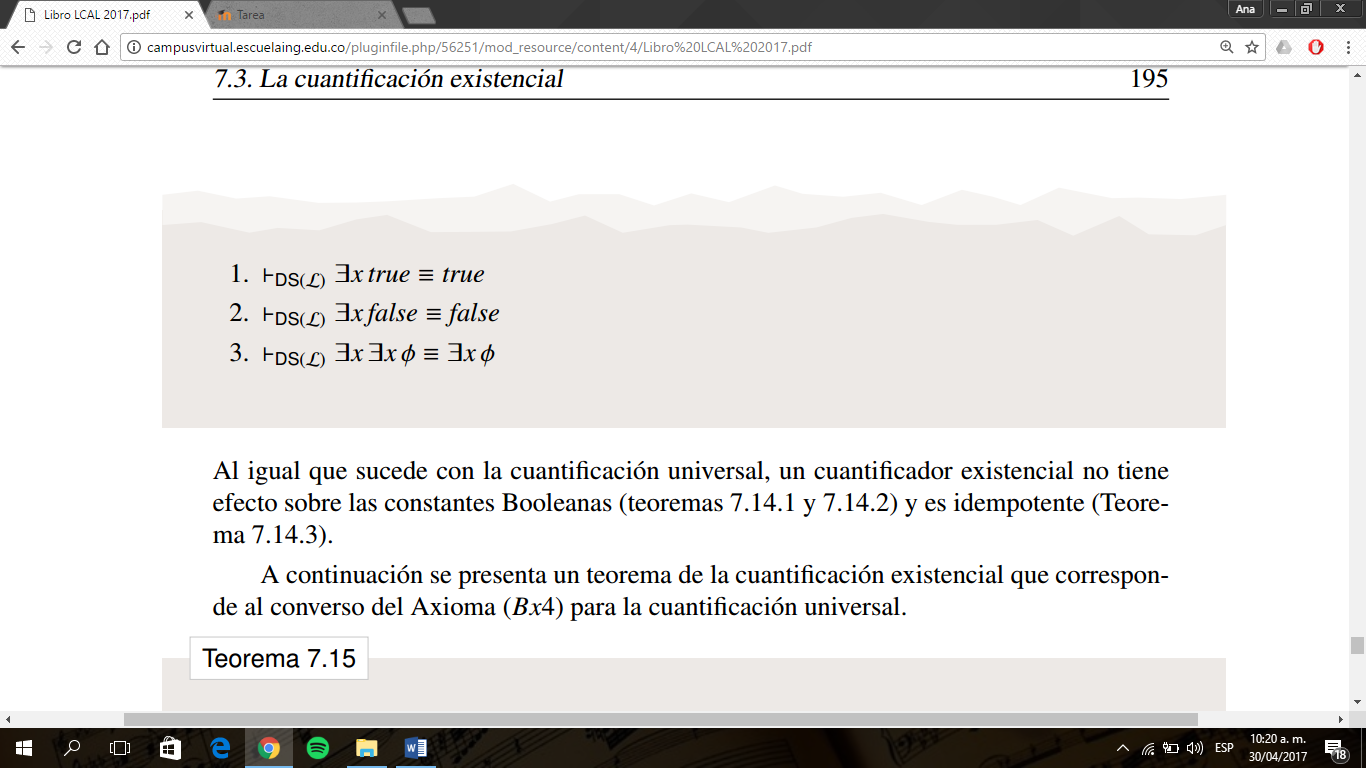 Libro LCAL 2017.pdf
Tarea
Ana
campusvirtual.escuelaing.edu.co/pluginfile.php/56251/mod_resource/content/4/Libro%20LCAL%202017.pdf
7.3. La cuantificación existencial 195
1. ⊢DS(ℒ) ∃x true ≡ true
2. ⊢DS(ℒ) ∃x false ≡ false
3. ⊢DS(ℒ) ∃x ∃x ϕ ≡ ∃x ϕ
Al igual que sucede con la cuantificación universal, un cuantificador existencial no tiene
efecto sobre las constantes Booleanas (teoremas 7.14.1 y 7.14.2) y es idempotente (Teore-
ma 7.14.3).
A continuación se presenta un teorema de la cuantificación existencial que correspon-
de al converso del Axioma (Bx4) para la cuantificación universal.
Teorema 7.15
ESP
10:20 a. m.
30/04/2017
18